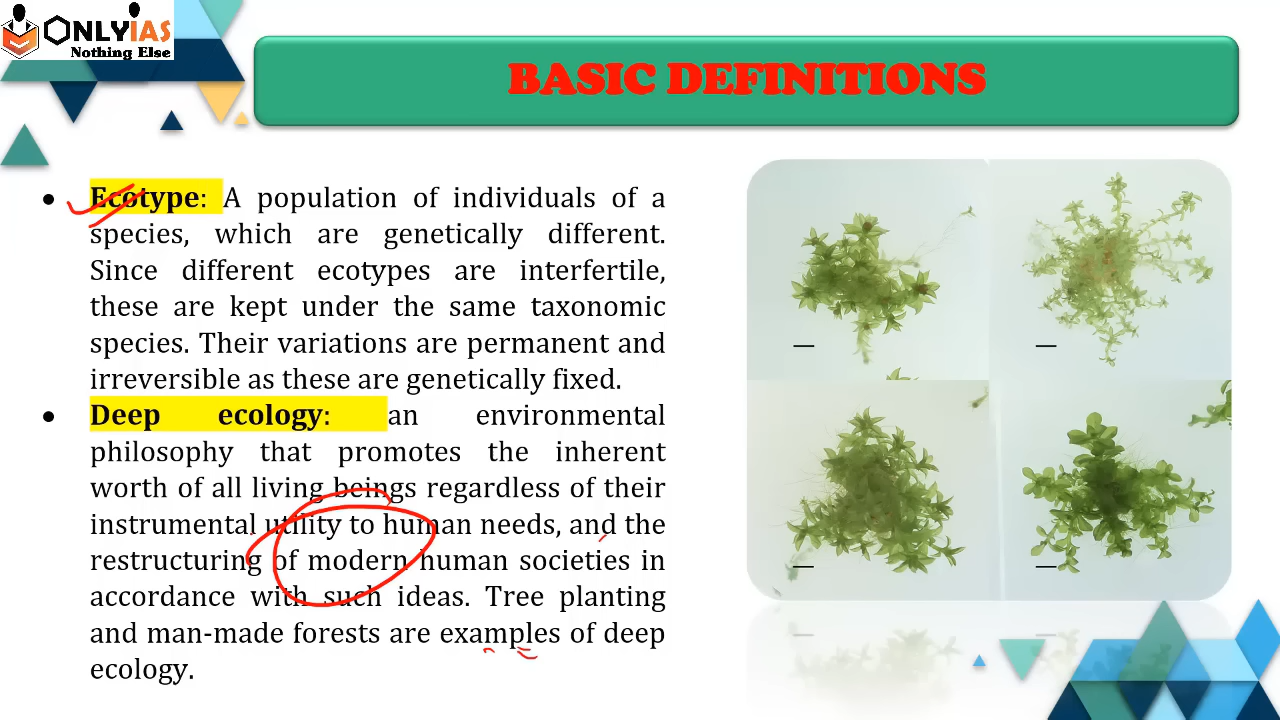 ONLYIAS
Nothing Else
BASIC DEFINITIONS
• Ecotype: A population of individuals of a
species, which are genetically different.
Since different ecotypes are interfertile,
these are kept under the same taxonomic
species. Their variations are permanent and
irreversible as these are genetically fixed.
• Deep ecology: an environmental
philosophy that promotes the inherent
worth of all living beings regardless of their
instrumental utility to human needs, and the
restructuring of modern human societies in
accordance with such ideas. Tree planting
and man-made forests are examples of deep
ecology.